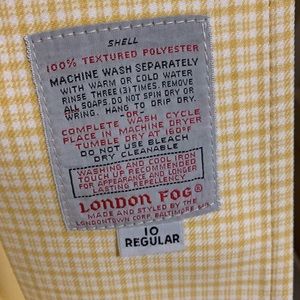 SHELL
100% TEXTURED POLYESTER
MACHINE WASH SEPARATELY
WITH WARM OR COLD WATER
RINSE THREE (3) TIMES. REMOVE
ALL SOAPS. DO NOT SPIN DRY OR
WRING. HANG TO DRIP DRY.
-OR-
COMPLETE WASH CYCLE
PLACE IN MACHINE DRYER
TUMBLE DRY AT 160°F
DO NOT USE BLEACH
DRY CLEANABLE
WASHING AND COOL IRON
TOUCH UP RECOMMENDED
FOR APPEARANCE AND LONGER
LASTING REPELLENCY
LONDON FOG®
MADE AND STYLED BY THE
LONDONTOWN CORP. BALTIMORE,
10
REGULAR